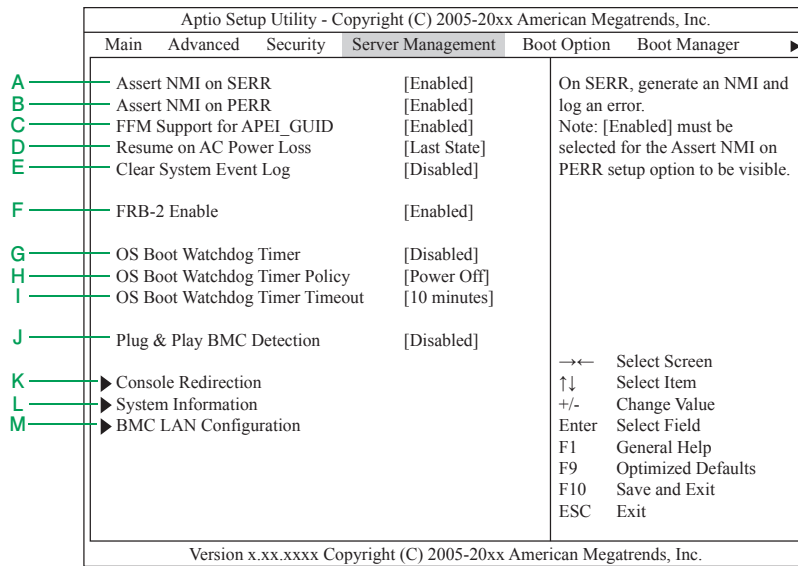 Aptio Setup Utility - Copyright (C) 2005-20xx American Megatrends, Inc.
Main Advanced Security Server Management Boot Option Boot Manager ▶
A Assert NMI on SERR [Enabled]
B Assert NMI on PERR [Enabled]
C FFM Support for APEI_GUID [Enabled]
D Resume on AC Power Loss [Last State]
E Clear System Event Log [Disabled]
F FRB-2 Enable [Enabled]
G OS Boot Watchdog Timer [Disabled]
H OS Boot Watchdog Timer Policy [Power Off]
I OS Boot Watchdog Timer Timeout [10 minutes]
J Plug & Play BMC Detection [Disabled]
K ▶ Console Redirection
L ▶ System Information
M ▶ BMC LAN Configuration
On SERR, generate an NMI and
log an error.
Note: [Enabled] must be
selected for the Assert NMI on
PERR setup option to be visible.
→← Select Screen
↑↓ Select Item
+/- Change Value
Enter Select Field
F1 General Help
F9 Optimized Defaults
F10 Save and Exit
ESC Exit
Version x.xx.xxxx Copyright (C) 2005-20xx American Megatrends, Inc.